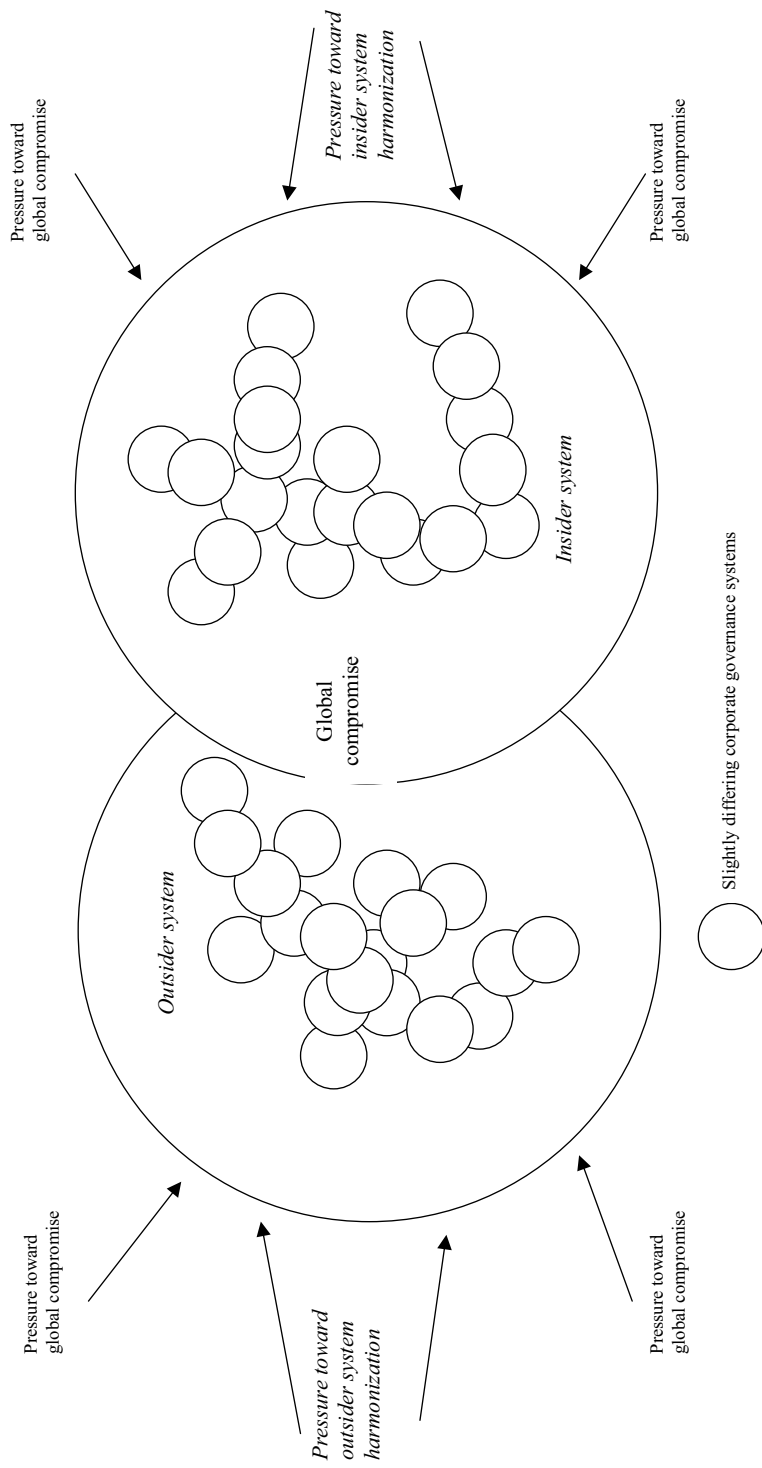 Pressure toward
global compromise
Pressure toward
outsider system
harmonization
Pressure toward
global compromise
Outsider system
Global
compromise
Insider system
Pressure toward
global compromise
Pressure toward
insider system
harmonization
Pressure toward
global compromise
Slightly differing corporate governance systems